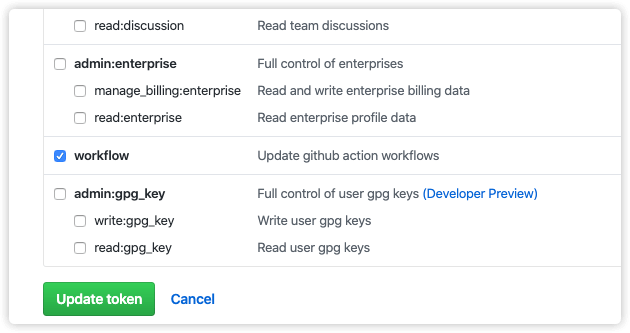 read:discussion Read team discussions
admin:enterprise Full control of enterprises
manage_billing:enterprise Read and write enterprise billing data
read:enterprise Read enterprise profile data
workflow Update github action workflows
admin:gpg_key Full control of user gpg keys (Developer Preview)
write:gpg_key Write user gpg keys
read:gpg_key Read user gpg keys
Update token Cancel